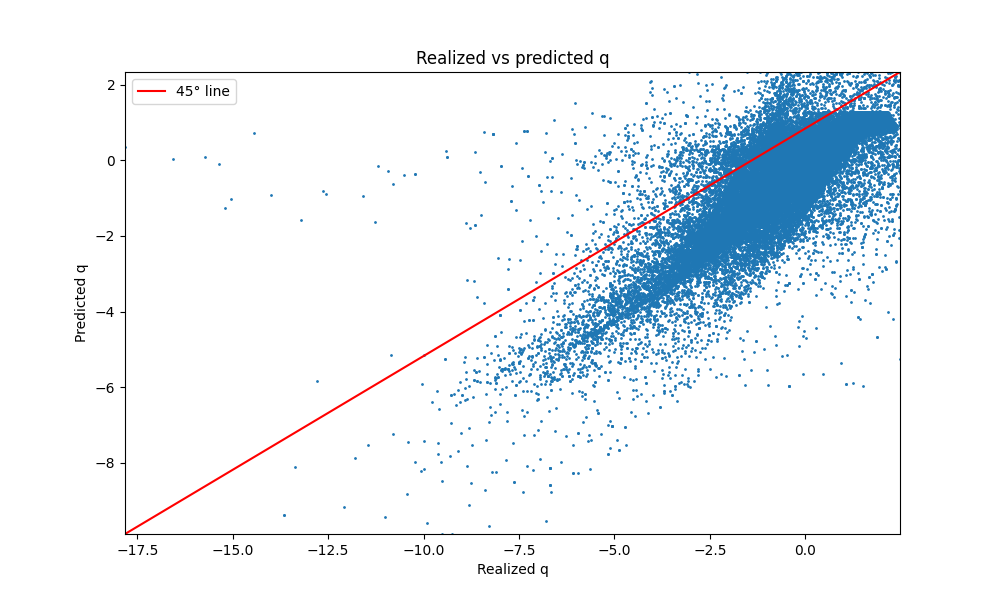 Realized vs predicted q
45° line
Predicted q
2
0
−2
−4
−6
−8
−17.5 −15.0 −12.5 −10.0 −7.5 −5.0 −2.5 0.0
Realized q